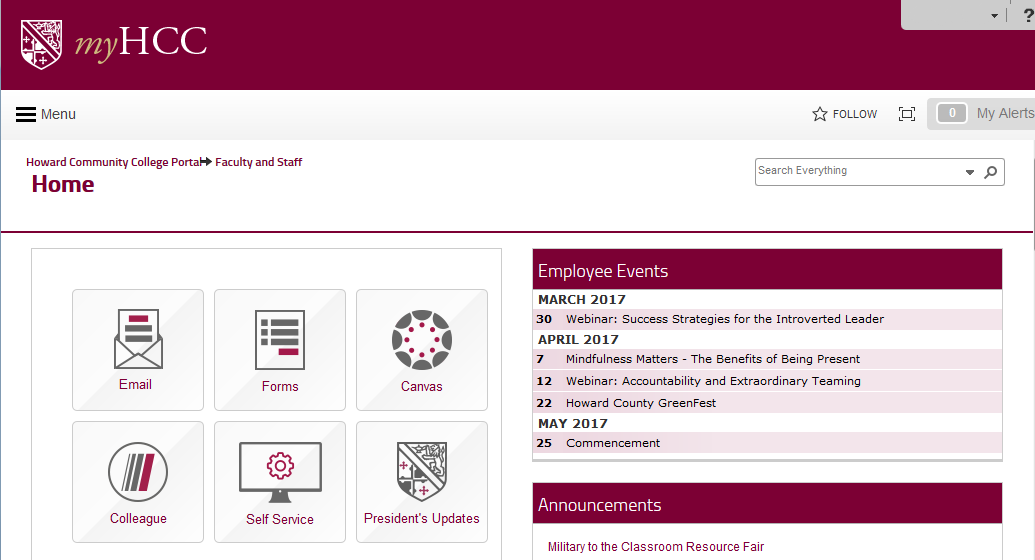 ?
myHCC
Menu
FOLLOW
0 My Alerts
Howard Community College Portal Faculty and Staff
Home
Search Everything
Email
Forms
Canvas
Colleague
Self Service
President's Updates
Employee Events
MARCH 2017
30 Webinar: Success Strategies for the Introverted Leader
APRIL 2017
7 Mindfulness Matters - The Benefits of Being Present
12 Webinar: Accountability and Extraordinary Teaming
22 Howard County GreenFest
MAY 2017
25 Commencement
Announcements
Military to the Classroom Resource Fair